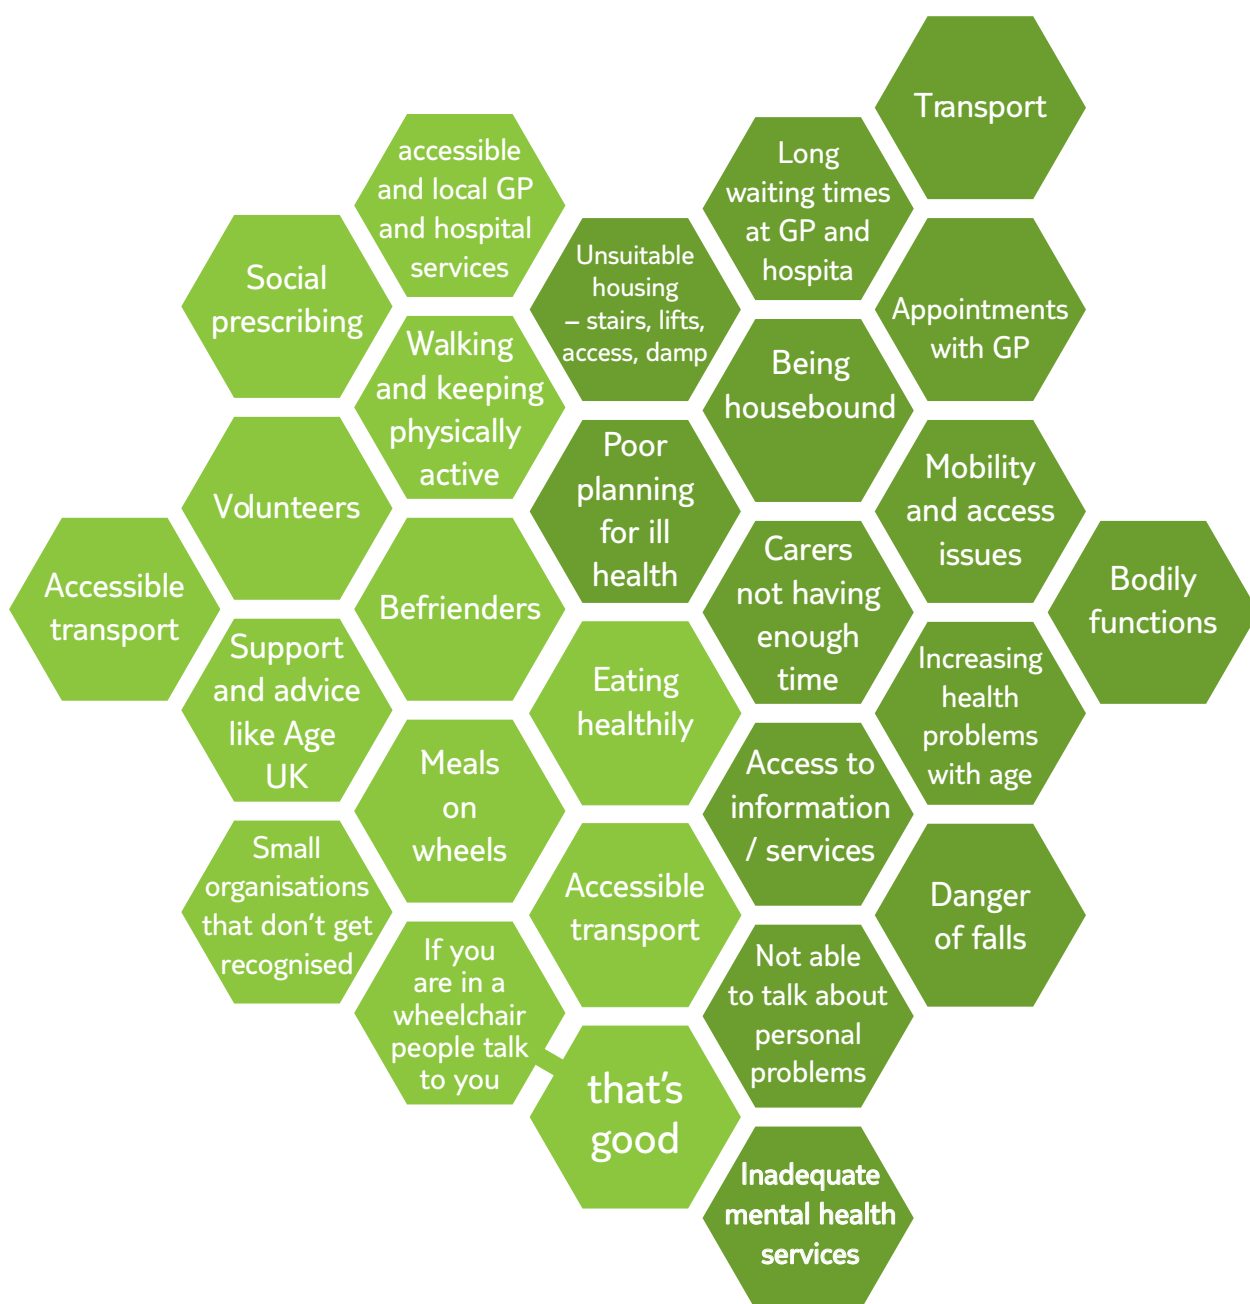 Transport
accessible
and local GP
and hospital
services
Long
waiting times
at GP and
hospita
Social
prescribing
Unsuitable
housing
– stairs, lifts,
access, damp
Appointments
with GP
Walking
and keeping
physically
active
Being
housebound
Volunteers
Poor
planning
for ill
health
Mobility
and access
issues
Accessible
transport
Befrienders
Carers
not having
enough
time
Bodily
functions
Support
and advice
like Age
UK
Eating
healthily
Increasing
health
problems
with age
Meals
on
wheels
Access to
information
/ services
Small
organisations
that don't get
recognised
Accessible
transport
Danger
of falls
If you
are in a
wheelchair
people talk
to you
Not able
to talk about
personal
problems
that's
good
Inadequate
mental health
services